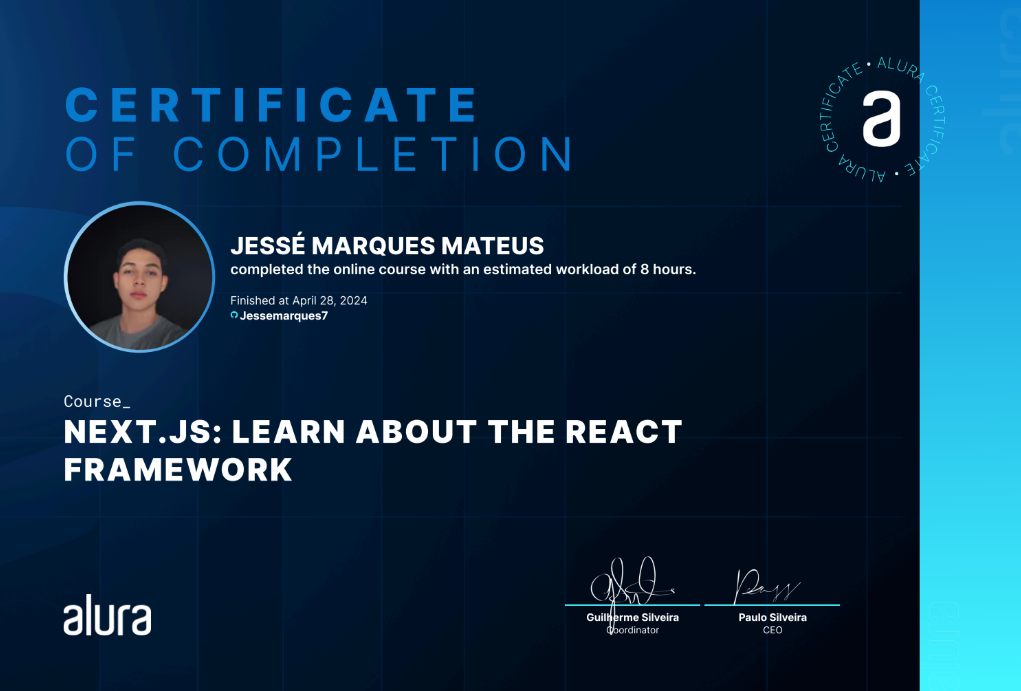 CERTIFICATE
OF COMPLETION
ALURA CERTIFICATE • ALURA CERTIFICATE •
a
JESSÉ MARQUES MATEUS
completed the online course with an estimated workload of 8 hours.
Finished at April 28, 2024
Jessemarques7
Course_
NEXT.JS: LEARN ABOUT THE REACT
FRAMEWORK
alura
Guilherme Silveira
Coordinator
Paulo Silveira
CEO